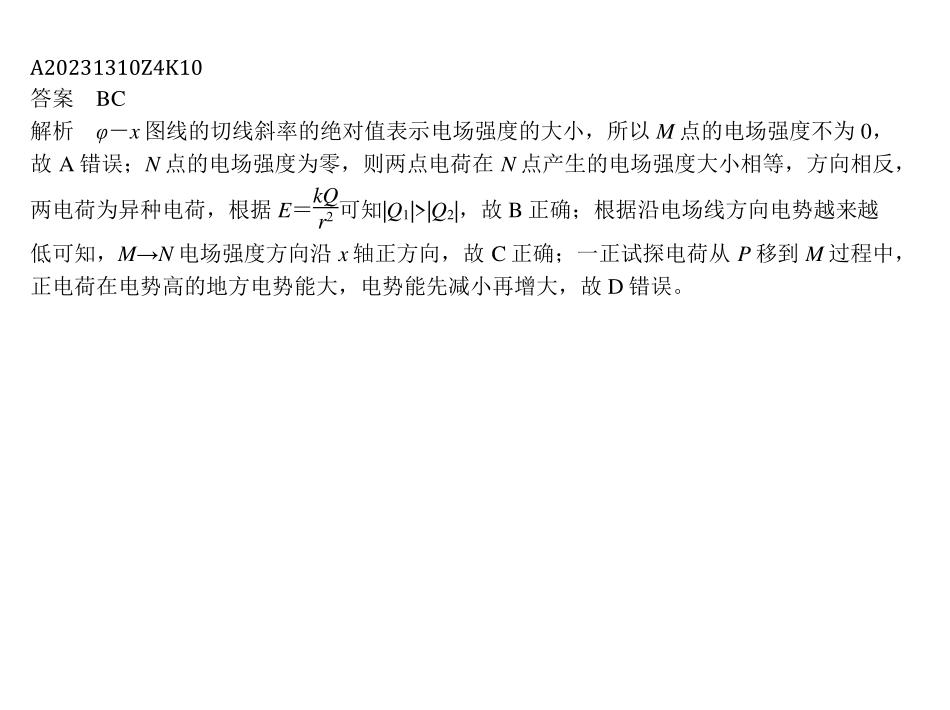 A20231310Z4K10
答案　BC
解析　φ－x 图线的切线斜率的绝对值表示电场强度的大小，所以 M 点的电场强度不为 0，
故 A 错误；N 点的电场强度为零，则两点电荷在 N 点产生的电场强度大小相等，方向相反，
两电荷为异种电荷，根据 E＝kQ/r²可知|Q₁|>|Q₂|，故 B 正确；根据沿电场线方向电势越来越
低可知，M→N 电场强度方向沿 x 轴正方向，故 C 正确；一正试探电荷从 P 移到 M 过程中，
正电荷在电势高的地方电势能大，电势能先减小再增大，故 D 错误。